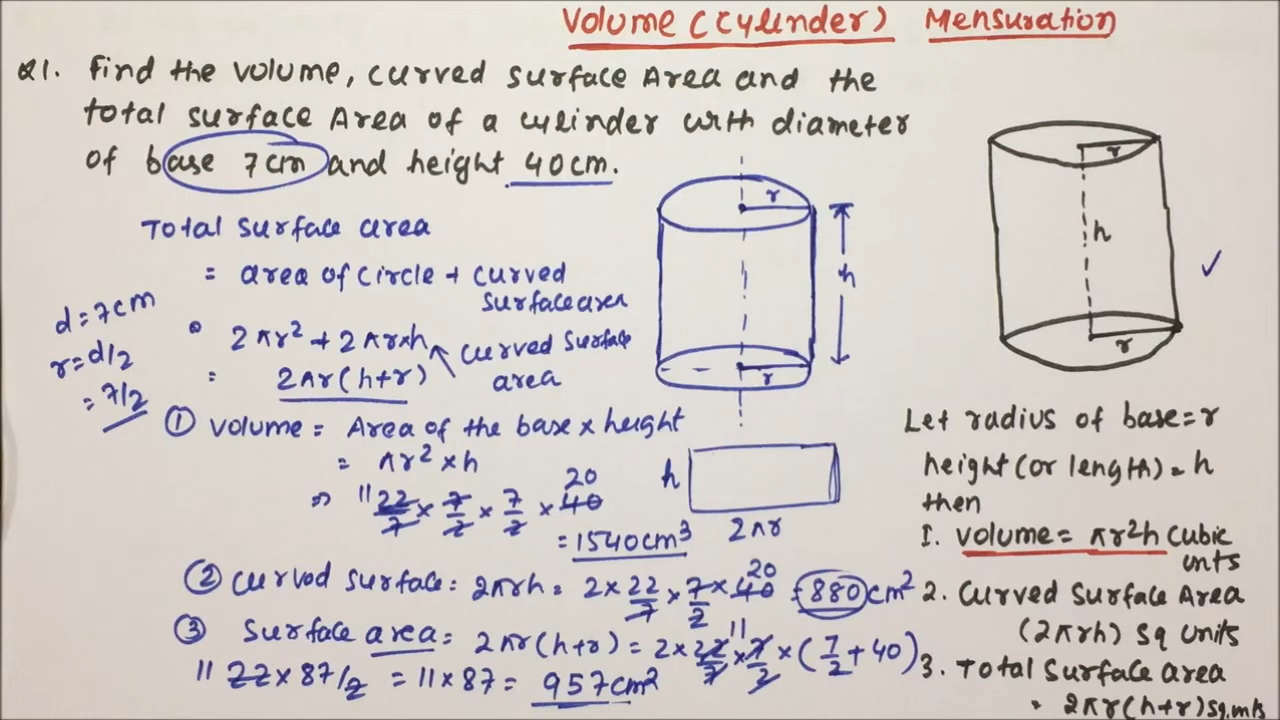 Volume (Cylinder) Mensuration
Q1. Find the volume, curved surface Area and the
total surface Area of a cylinder with diameter
of base 7cm and height 40cm.
Total surface area
= area of circle + curved
surface area
d = 7cm
r = d/2
= 7/2
2πr² + 2πr×h
curved surface
area
= 2πr(h+r)
① Volume = Area of the base × height
= πr² × h
⇒ 11 22/7 × 7/2 × 7/2 × 40 20
= 1540cm³
② Curved surface = 2πrh = 2 × 22/7 × 7/2 × 40 20 = 880 cm²
③ Surface area = 2πr(h+r) = 2 × 22/7 11 × 7/2 × (7/2 + 40)
11 22 × 87/2 = 11 × 87 = 957cm²
r
h
r
h
2πr
r
h
r
Let radius of base = r
height (or length) = h
then
1. Volume = πr²h Cubic
unts
2. Curved Surface Area
(2πrh) Sq Units
3. Total Surface area
= 2πr(h+r) Sq.